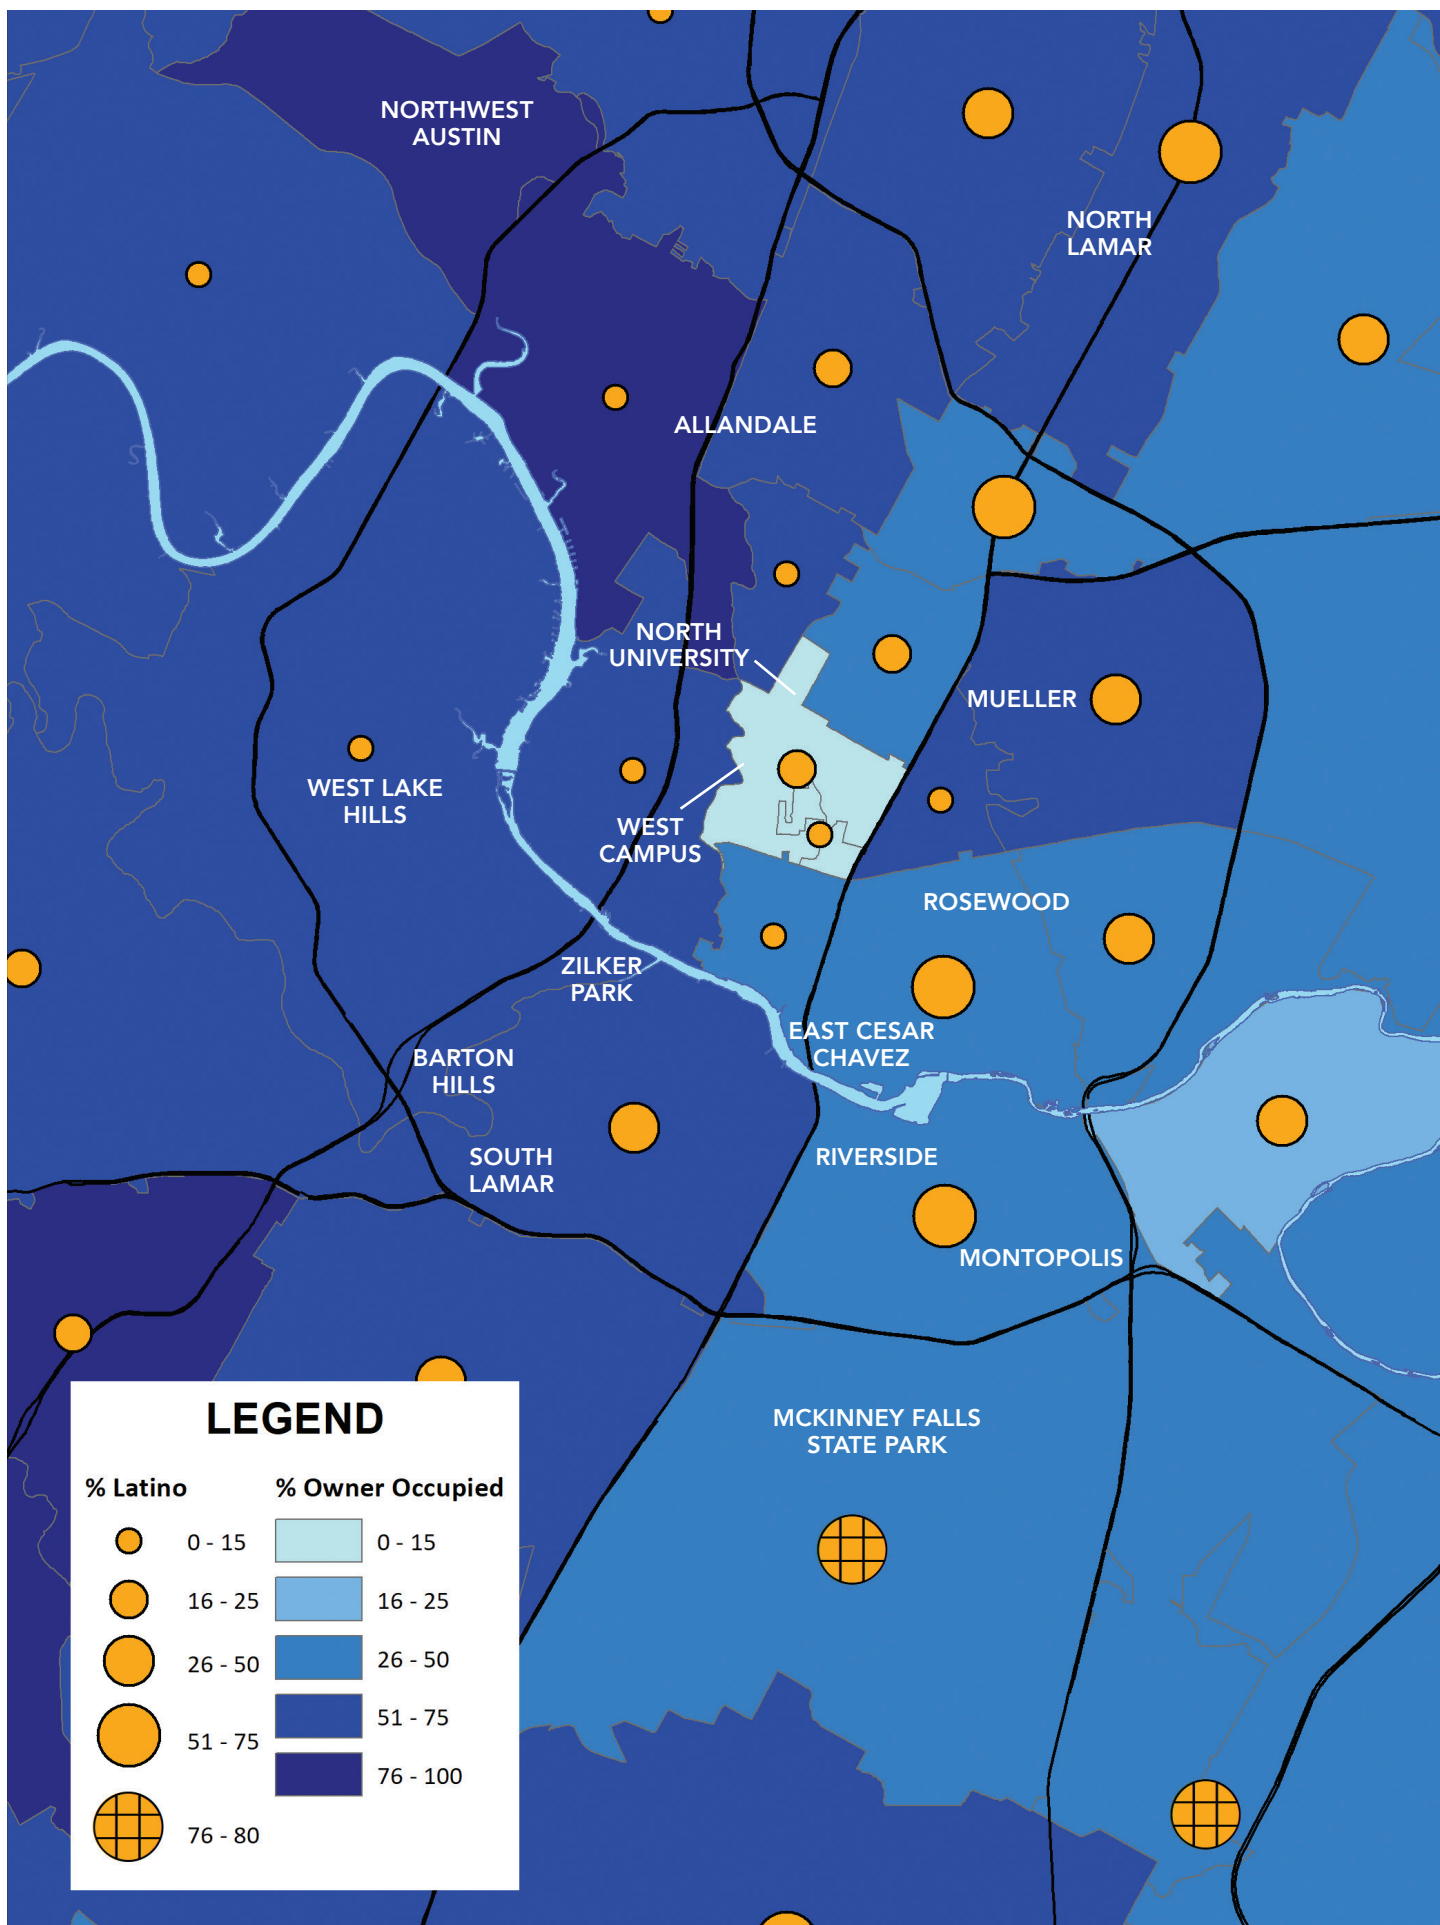 NORTHWEST
AUSTIN
NORTH
LAMAR
ALLANDALE
NORTH
UNIVERSITY
MUELLER
WEST LAKE
HILLS
WEST
CAMPUS
ROSEWOOD
ZILKER
PARK
EAST CESAR
CHAVEZ
BARTON
HILLS
SOUTH
LAMAR
RIVERSIDE
MONTOPOLIS
MCKINNEY FALLS
STATE PARK
LEGEND
% Latino
0 - 15
16 - 25
26 - 50
51 - 75
76 - 80
% Owner Occupied
0 - 15
16 - 25
26 - 50
51 - 75
76 - 100